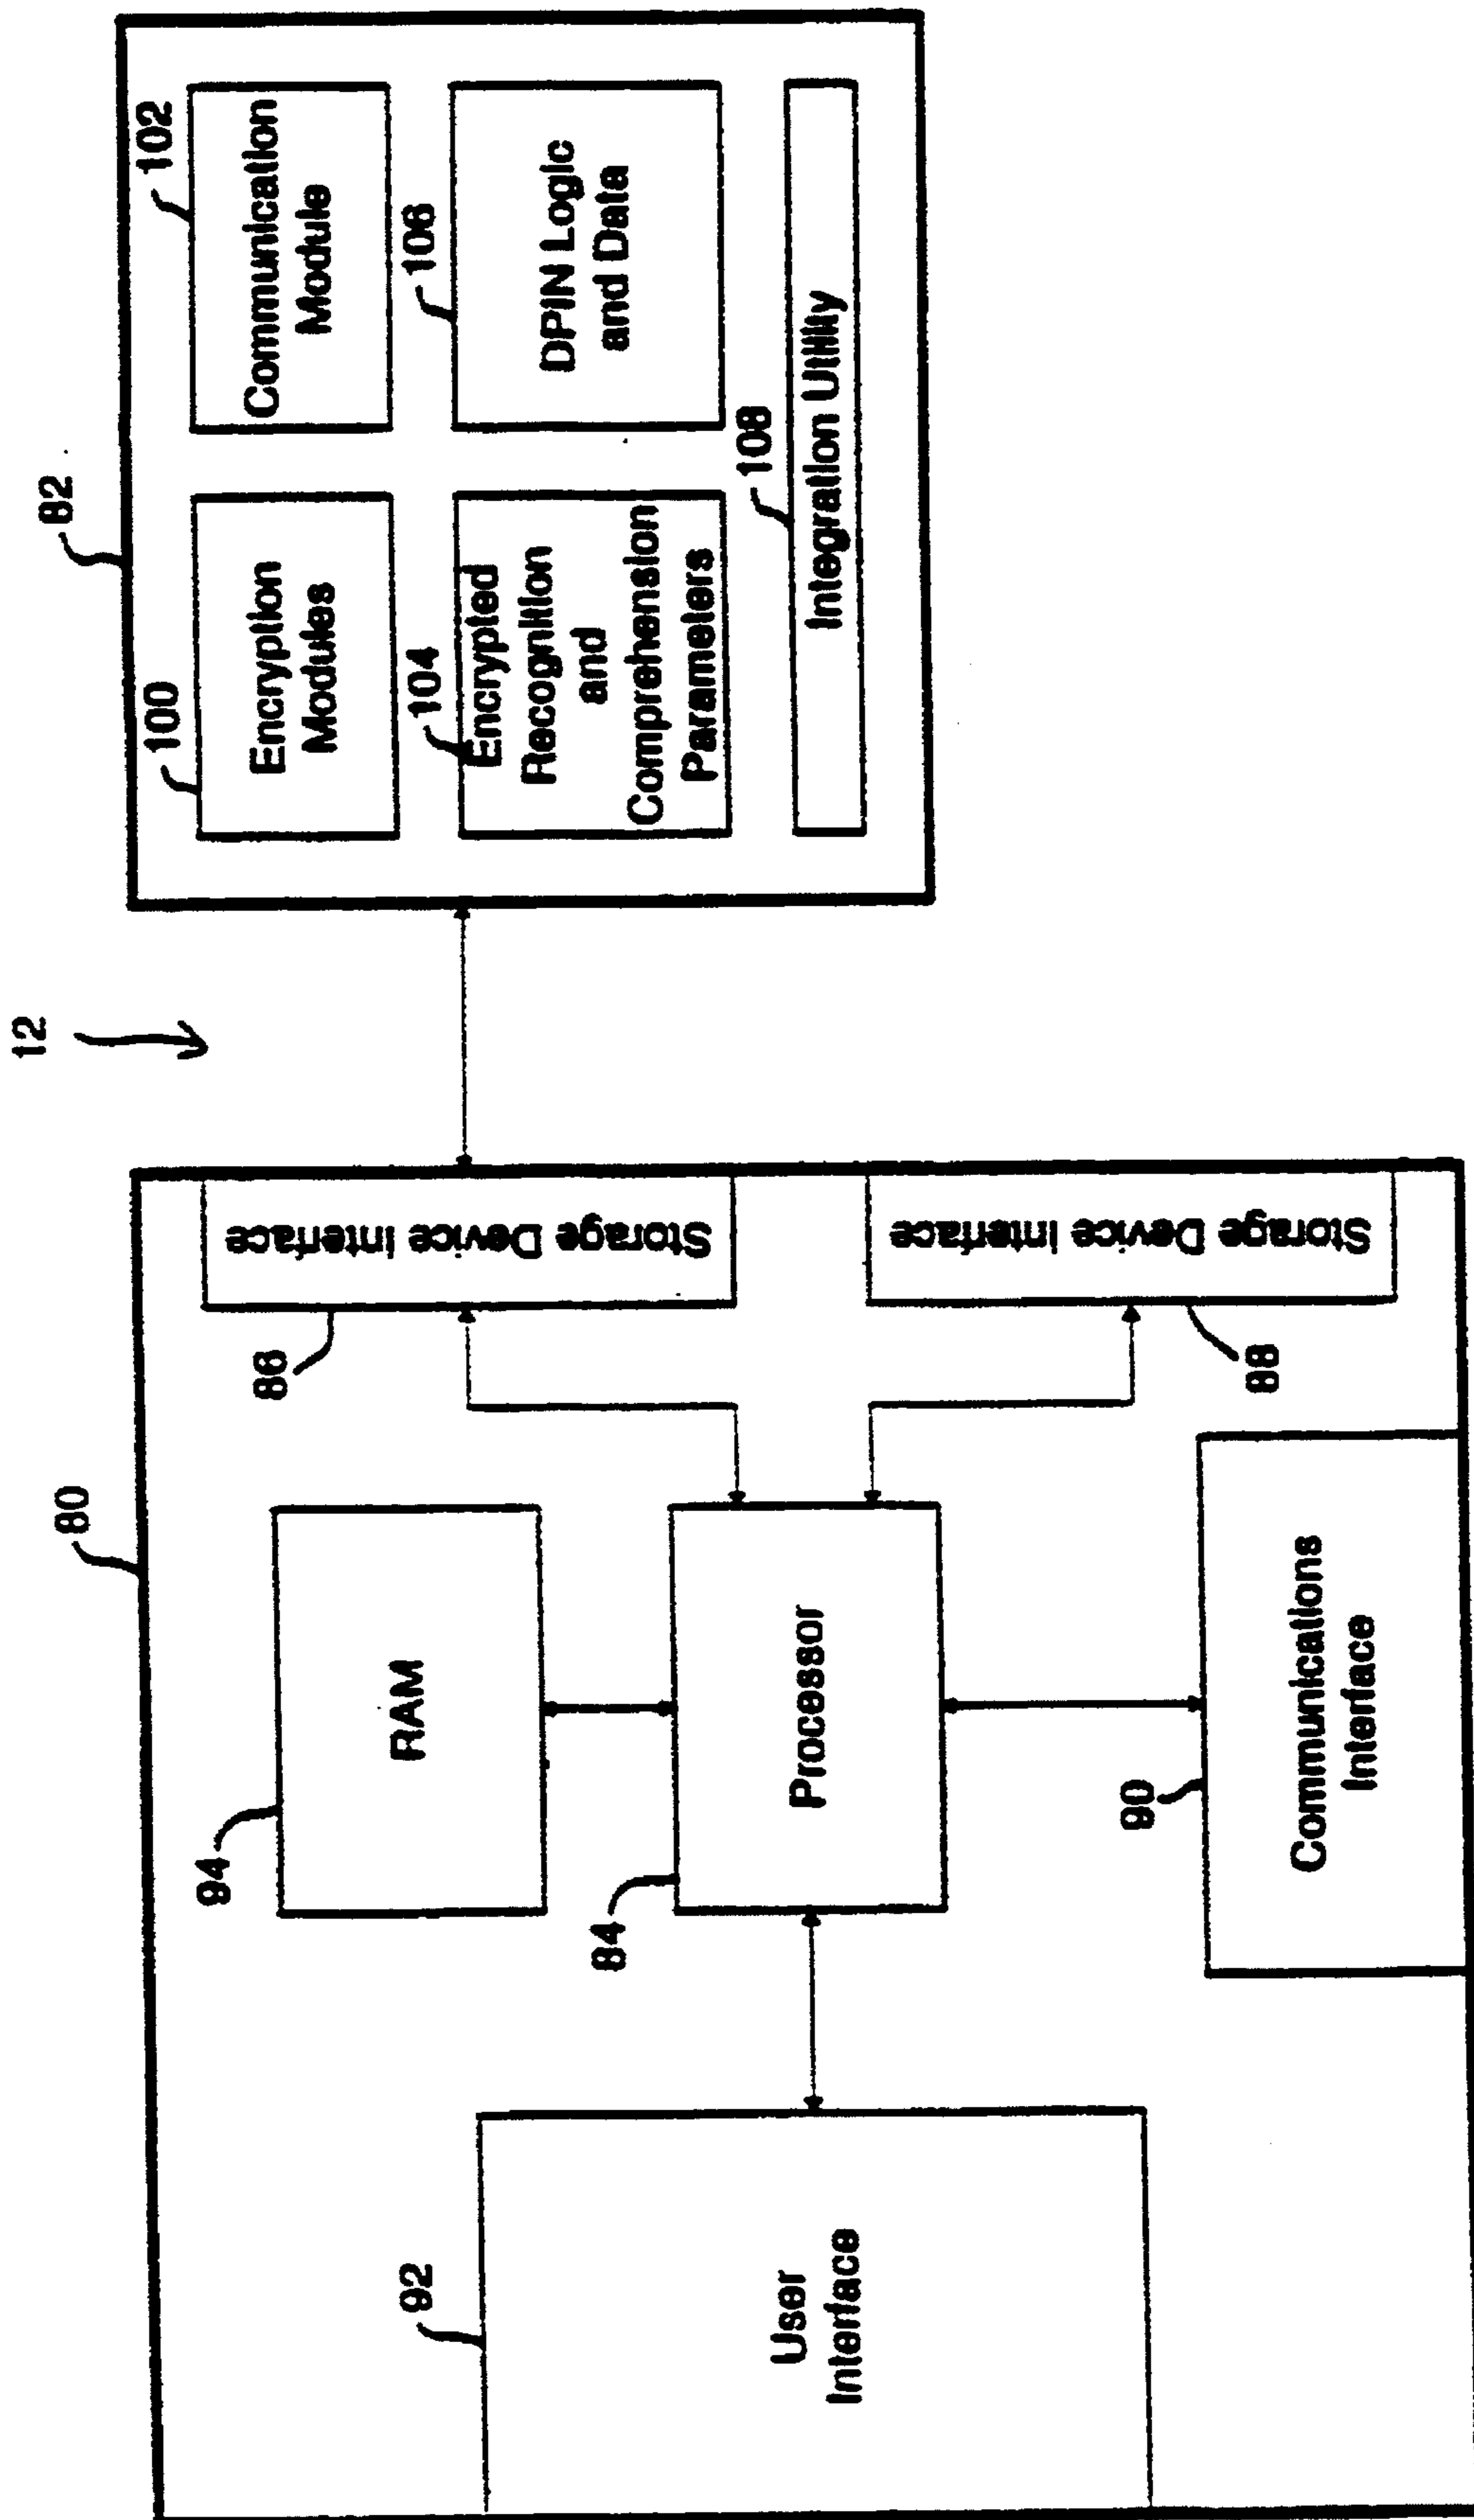 12
80
82
92
User
Interface
94
RAM
84
Processor
90
Communications
Interface
86
Storage Device Interface
88
Storage Device Interface
100
Encryption
Modules
102
Communication
Module
104
Encrypted
Recognition
and
Comprehension
Parameters
106
DPIN Logic
and Data
108
Integration Utility